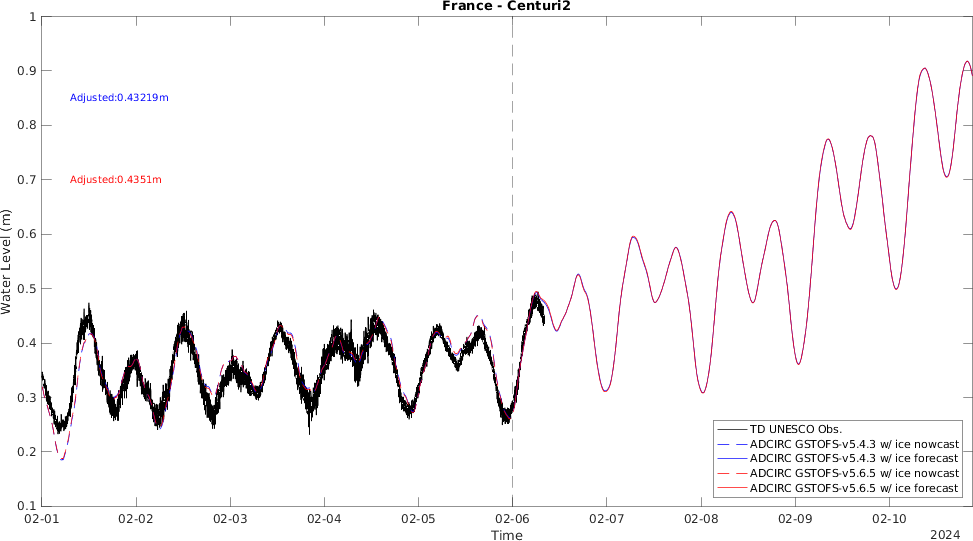 France - Centuri2
1
0.9
Adjusted:0.43219m
0.8
0.7
Adjusted:0.4351m
0.6
Water Level (m)
0.5
0.4
0.3
0.2
0.1
TD UNESCO Obs.
ADCIRC GSTOFS-v5.4.3 w/ ice nowcast
ADCIRC GSTOFS-v5.4.3 w/ ice forecast
ADCIRC GSTOFS-v5.6.5 w/ ice nowcast
ADCIRC GSTOFS-v5.6.5 w/ ice forecast
02-01 02-02 02-03 02-04 02-05 02-06 02-07 02-08 02-09 02-10
Time
2024